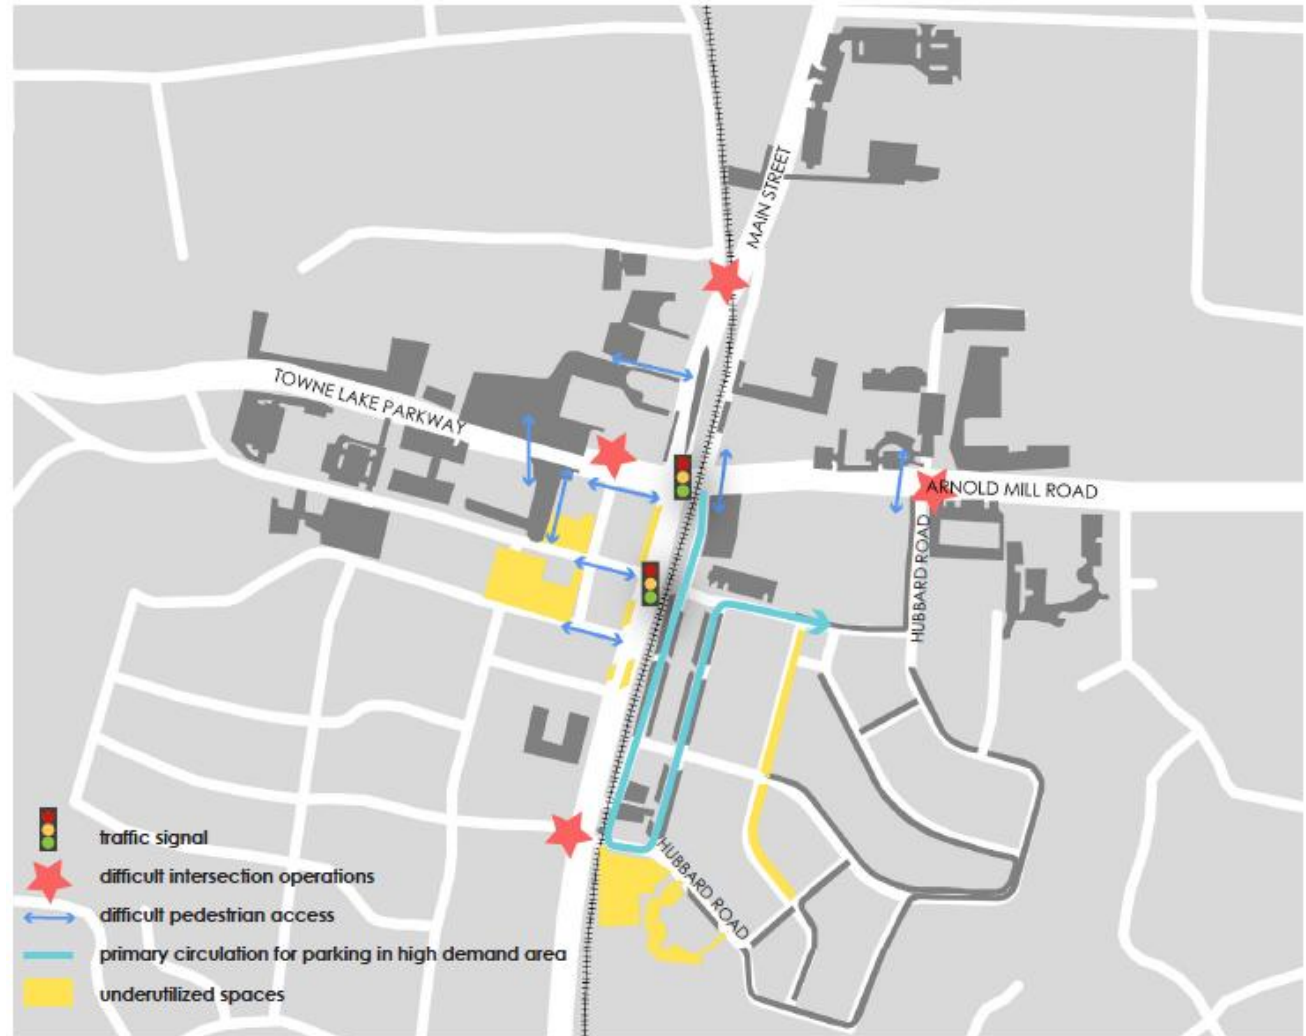 MAIN STREET
TOWNE LAKE PARKWAY
ARNOLD MILL ROAD
HUBBARD ROAD
HUBBARD ROAD
traffic signal
difficult intersection operations
difficult pedestrian access
primary circulation for parking in high demand area
underutilized spaces